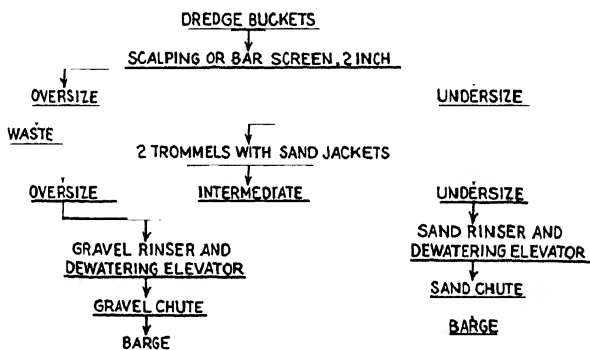 DREDGE BUCKETS
SCALPING OR BAR SCREEN, 2 INCH
OVERSIZE UNDERSIZE
WASTE
2 TROMMELS WITH SAND JACKETS
OVERSIZE INTERMEDIATE UNDERSIZE
GRAVEL RINSER AND SAND RINSER AND
DEWATERING ELEVATOR DEWATERING ELEVATOR
GRAVEL CHUTE SAND CHUTE
BARGE BARGE